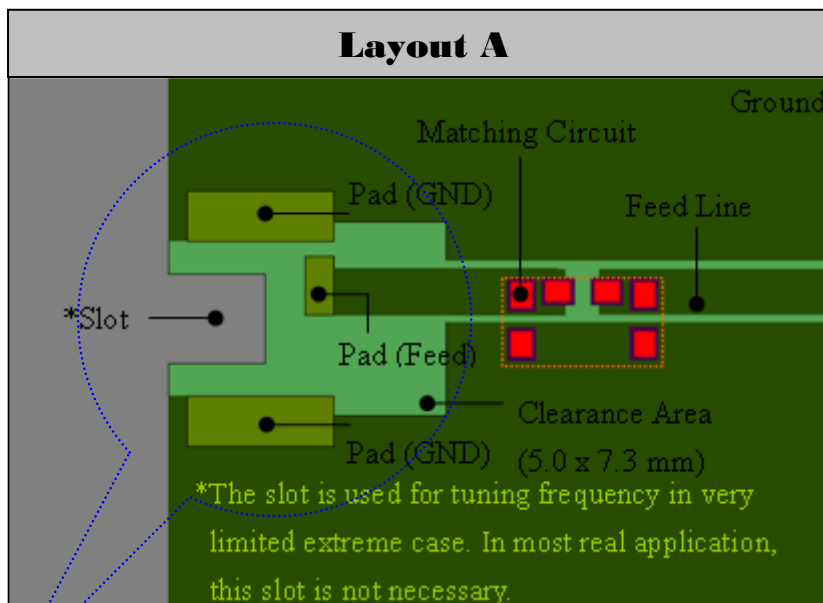 Layout A
Ground
Matching Circuit
Pad (GND)
Feed Line
*Slot
Pad (Feed)
Clearance Area
Pad (GND)
(5.0 x 7.3 mm)
*The slot is used for tuning frequency in very
limited extreme case. In most real application,
this slot is not necessary.